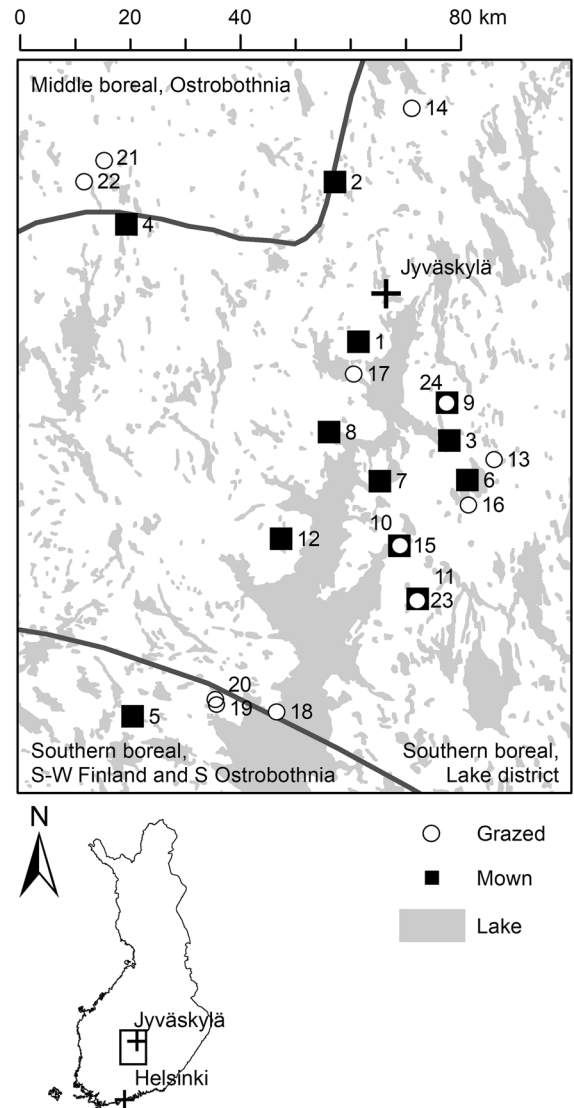 0 20 40 80 km
Middle boreal, Ostrobothnia
14
21
22
2
4
Jyväskylä
1
17
24
9
8
3
13
7
6
16
10
12
15
11
23
20
19
18
5
Southern boreal,
S-W Finland and S Ostrobothnia
Southern boreal,
Lake district
N
Grazed
Mown
Lake
Jyväskylä
Helsinki